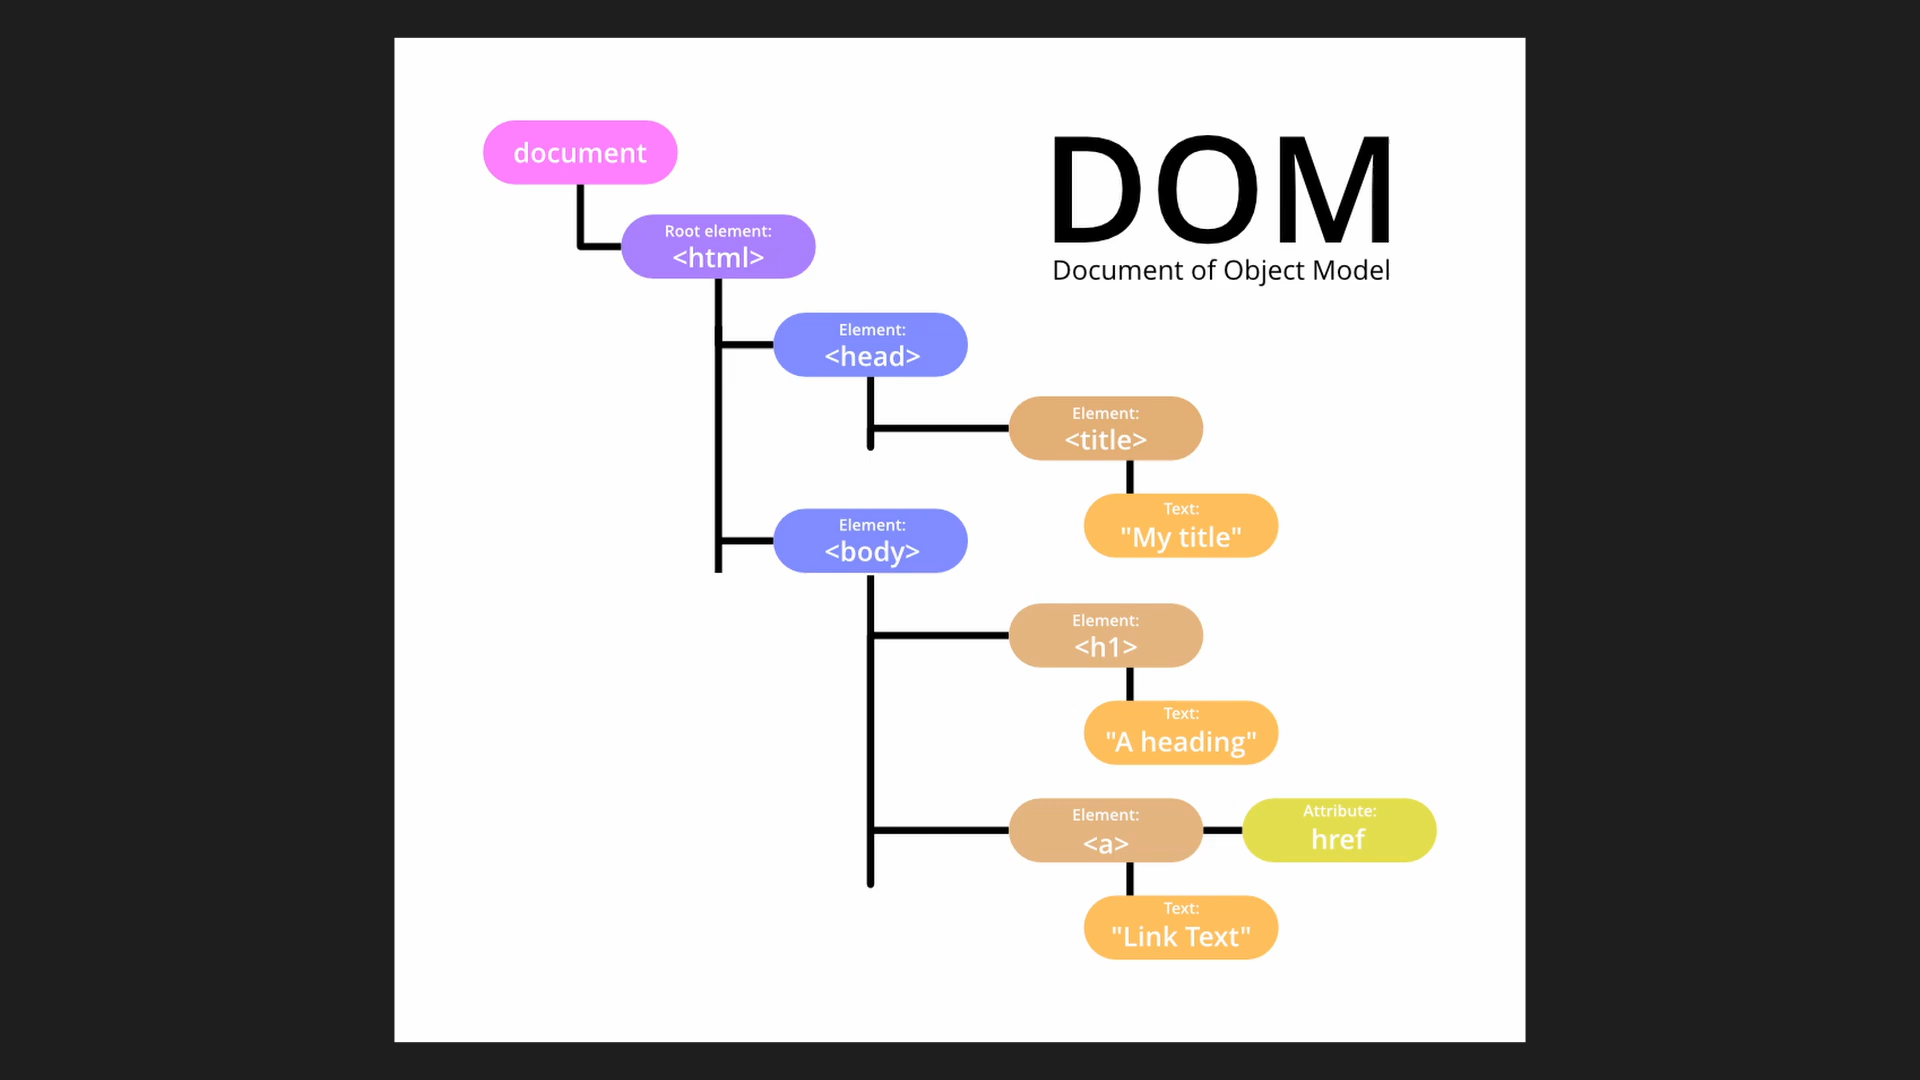 document
DOM
Document of Object Model
Root element:
<html>
Element:
<head>
Element:
<title>
Text:
"My title"
Element:
<body>
Element:
<h1>
Text:
"A heading"
Element:
<a>
Attribute:
href
Text:
"Link Text"